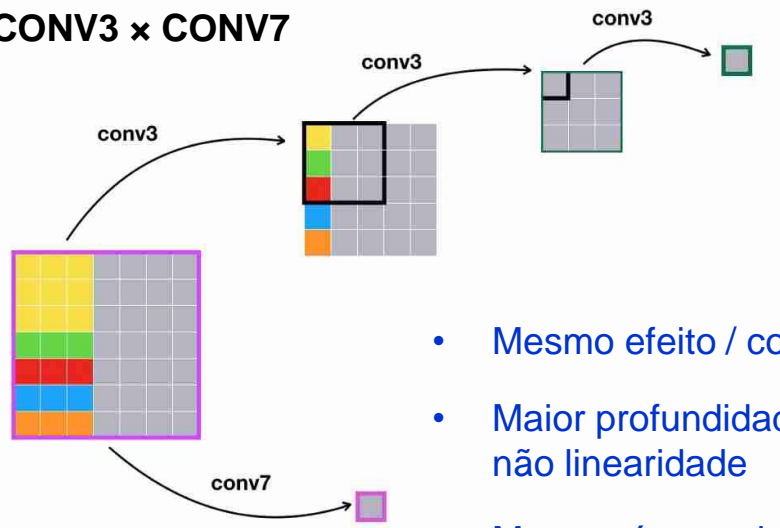 CONV3 × CONV7
conv3
conv3
conv3
conv7
• Mesmo efeito / co
• Maior profundidad
não linearidade